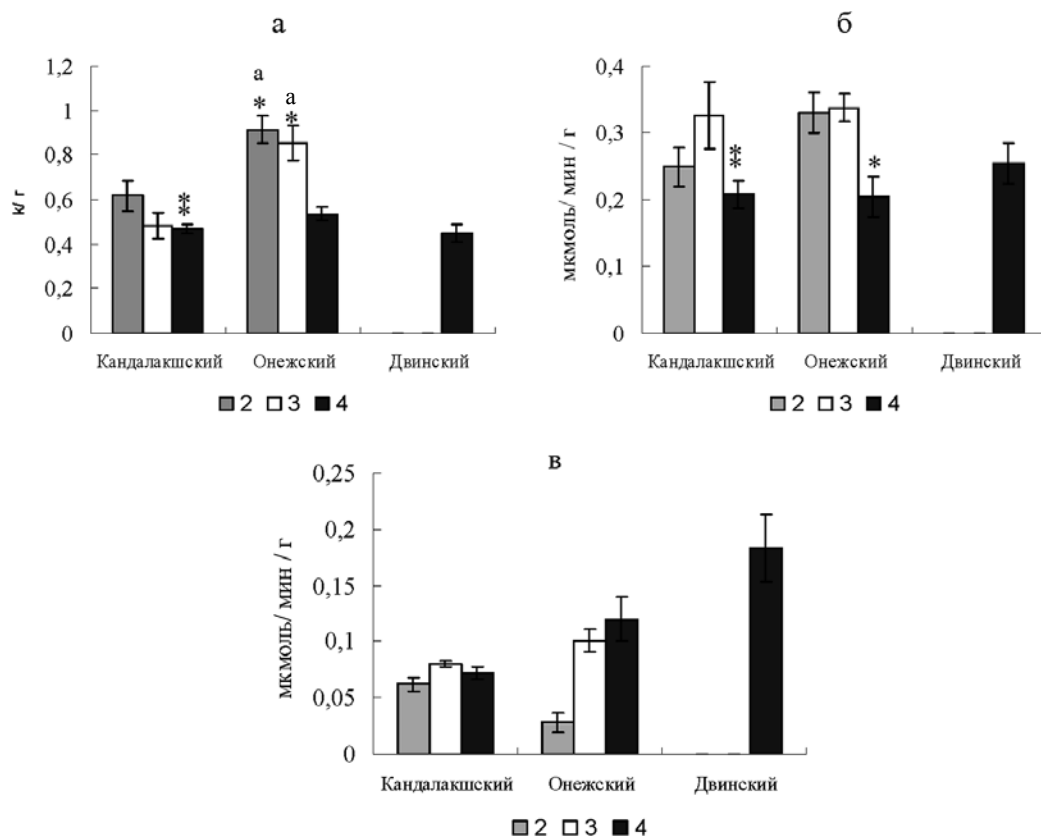 а
k/ г
1,2
1
0,8
0,6
0,4
0,2
0
**
a
*
a
*
Кандалакшский Онежский Двинский
2 3 4
б
мкмоль/ мин / г
0,4
0,3
0,2
0,1
0
**
*
Кандалакшский Онежский Двинский
2 3 4
в
мкмоль/ мин / г
0,25
0,2
0,15
0,1
0,05
0
Кандалакшский Онежский Двинский
2 3 4